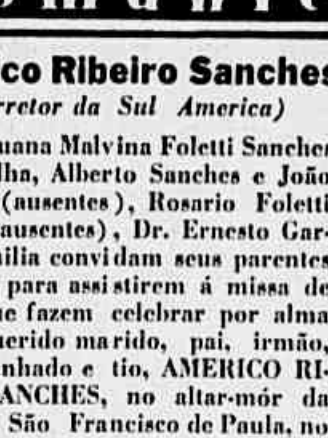 co Ribeiro Sanches
rretor da Sul America)
uana Malvina Foletti Sanches
lha, Alberto Sanches e João
(ausentes), Rosario Foletti
ausentes), Dr. Ernesto Gar-
ilia convidam seus parentes
para assistirem á missa de
ue fazem celebrar por alma
uerido marido, pai, irmão,
nhado e tio, AMERICO RI-
ANCHES, no altar-mór da
São Francisco de Paula, no